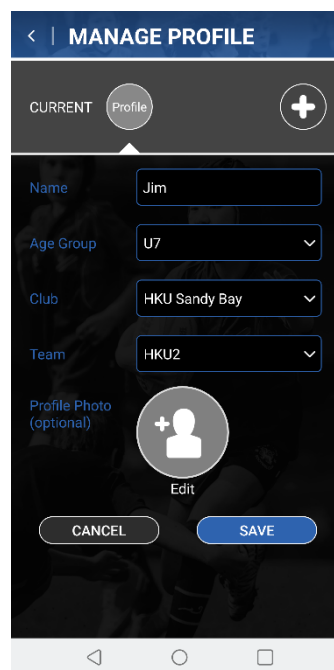 MANAGE PROFILE
CURRENT Profile
Name Jim
Age Group U7
Club HKU Sandy Bay
Team HKU2
Profile Photo
(optional)
Edit
CANCEL SAVE